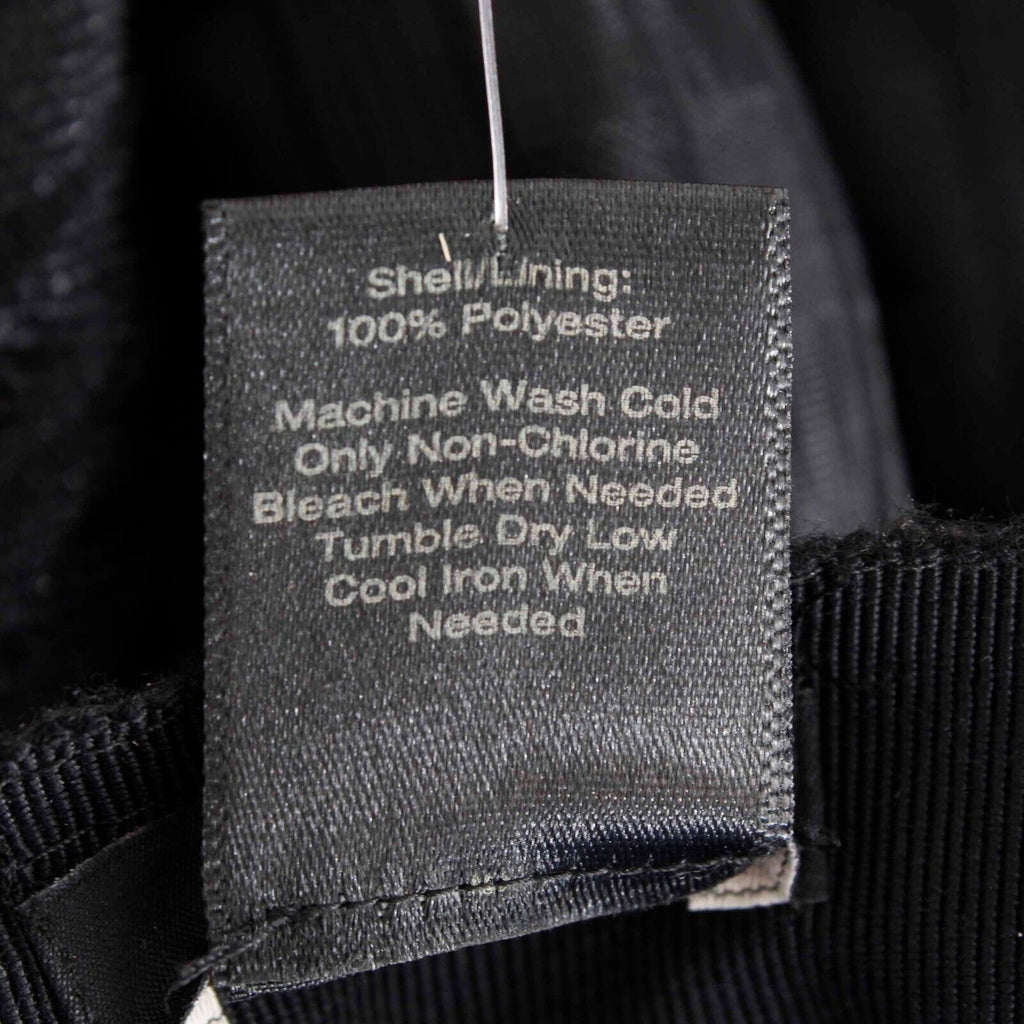 Shell/Lining:
100% Polyester
Machine Wash Cold
Only Non-Chlorine
Bleach When Needed
Tumble Dry Low
Cool Iron When
Needed